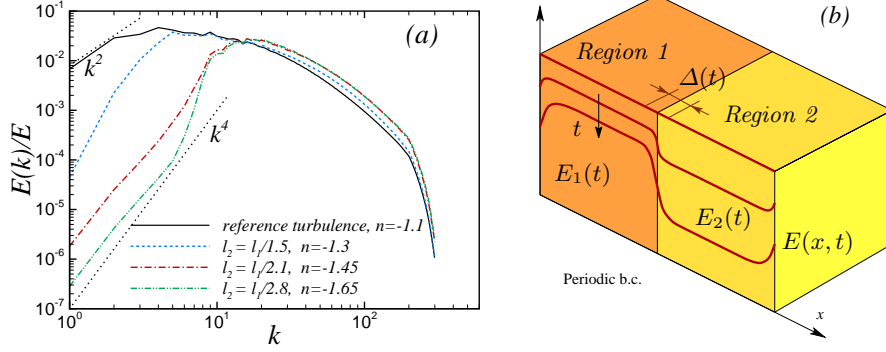 (a)
10^0
10^-1
10^-2
10^-3
10^-4
10^-5
10^-6
10^-7
E(k)/E
k^2
k^4
reference turbulence, n=-1.1
l_2 = l_1/1.5, n=-1.3
l_2 = l_1/2.1, n=-1.45
l_2 = l_1/2.8, n=-1.65
10^0 10^1 10^2
k
(b)
Region 1
Δ(t)
Region 2
t
E_1(t)
E_2(t)
E(x, t)
Periodic b.c.
x